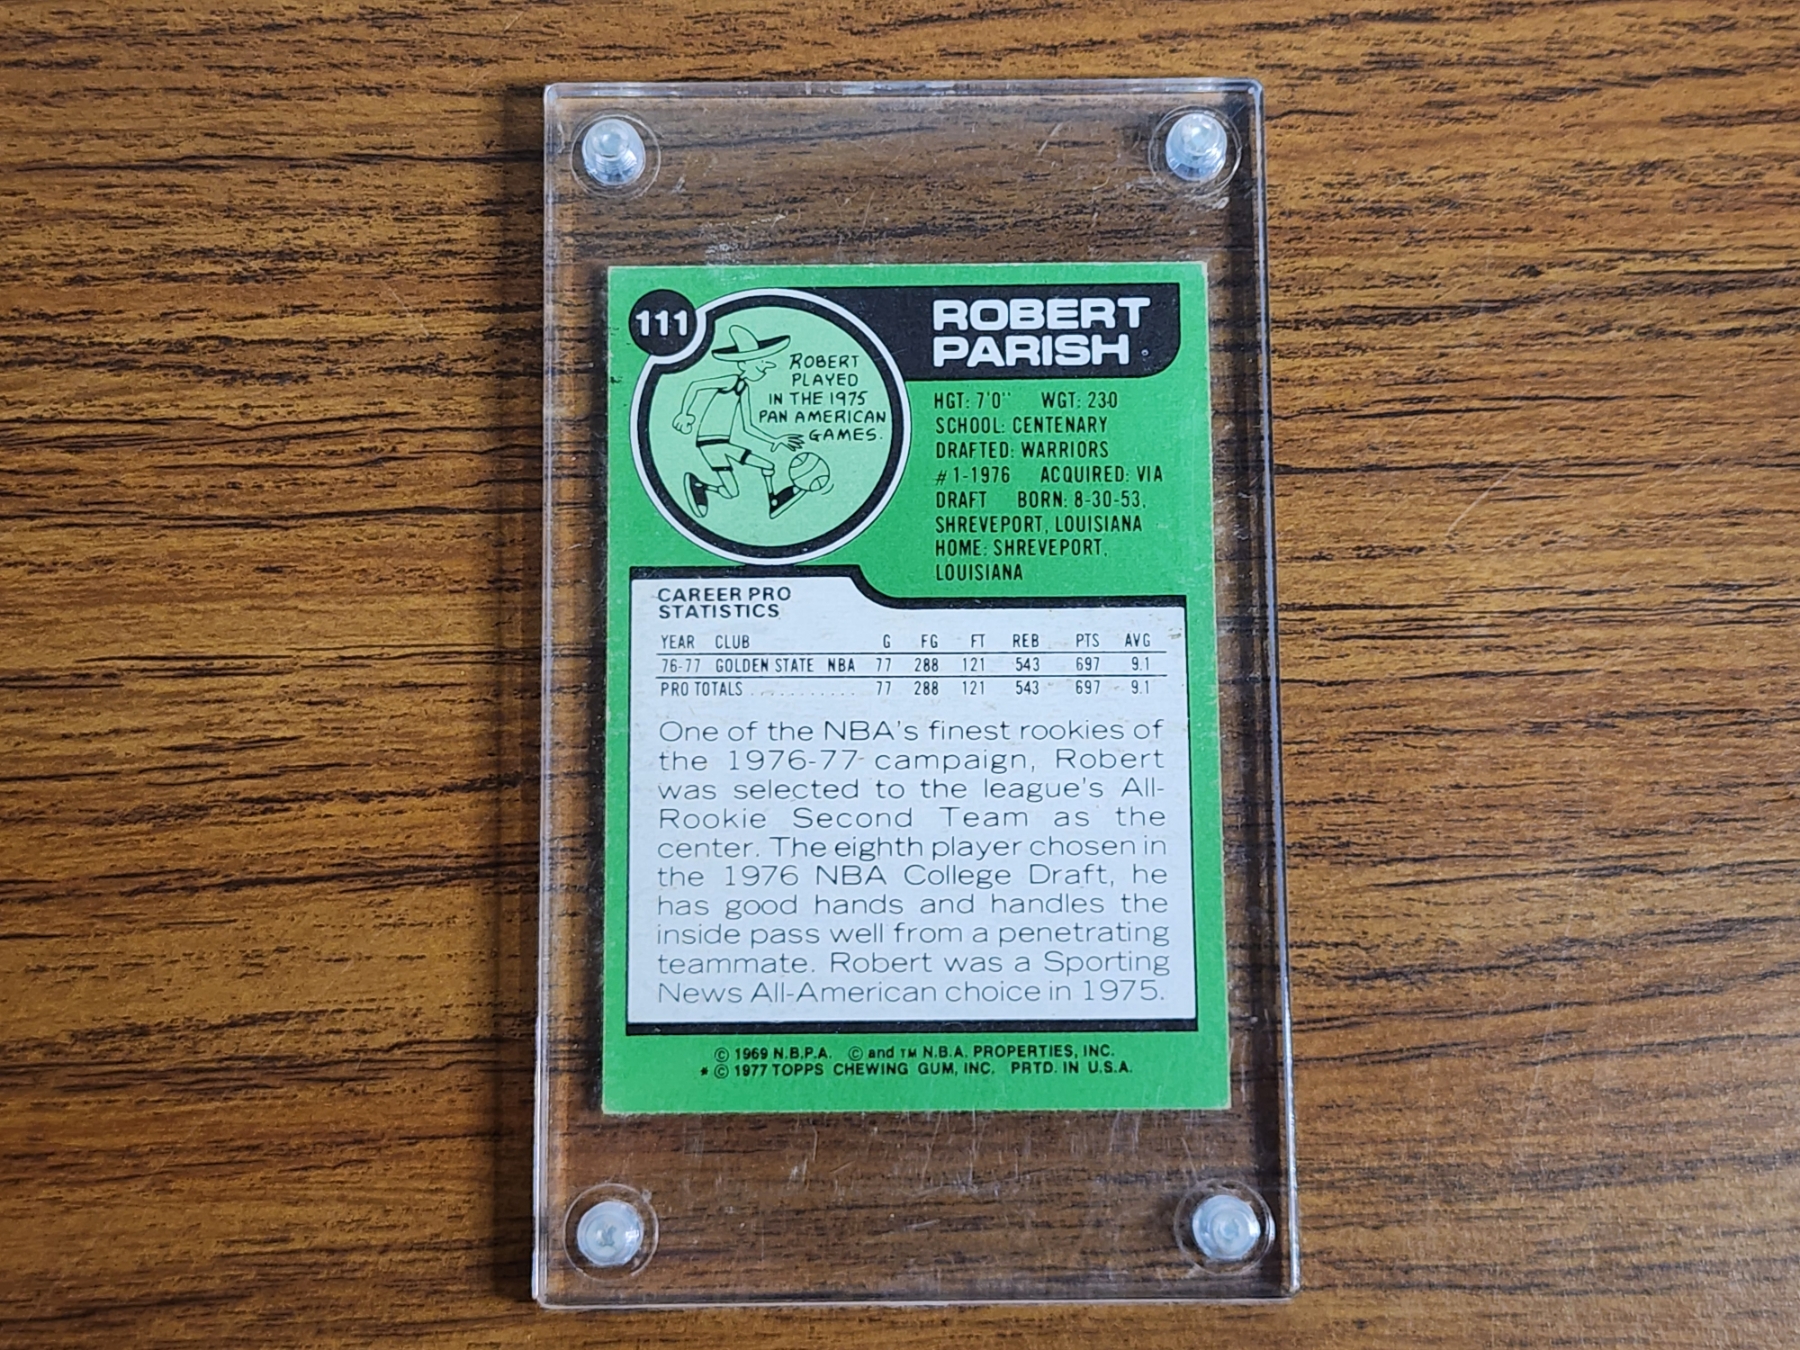 111
ROBERT
PLAYED
IN THE 1975
PAN AMERICAN
GAMES.
ROBERT
PARISH
HGT: 7'0" WGT: 230
SCHOOL: CENTENARY
DRAFTED: WARRIORS
#1-1976 ACQUIRED: VIA
DRAFT BORN: 8-30-53,
SHREVEPORT, LOUISIANA
HOME: SHREVEPORT,
LOUISIANA
CAREER PRO
STATISTICS
YEAR CLUB G FG FT REB PTS AVG
76-77 GOLDEN STATE NBA 77 288 121 543 697 9.1
PRO TOTALS ............ 77 288 121 543 697 9.1
One of the NBA's finest rookies of
the 1976-77 campaign, Robert
was selected to the league's All-
Rookie Second Team as the
center. The eighth player chosen in
the 1976 NBA College Draft, he
has good hands and handles the
inside pass well from a penetrating
teammate. Robert was a Sporting
News All-American choice in 1975.
© 1969 N.B.P.A. © and TM N.B.A. PROPERTIES, INC.
* © 1977 TOPPS CHEWING GUM, INC. PRTD. IN U.S.A.